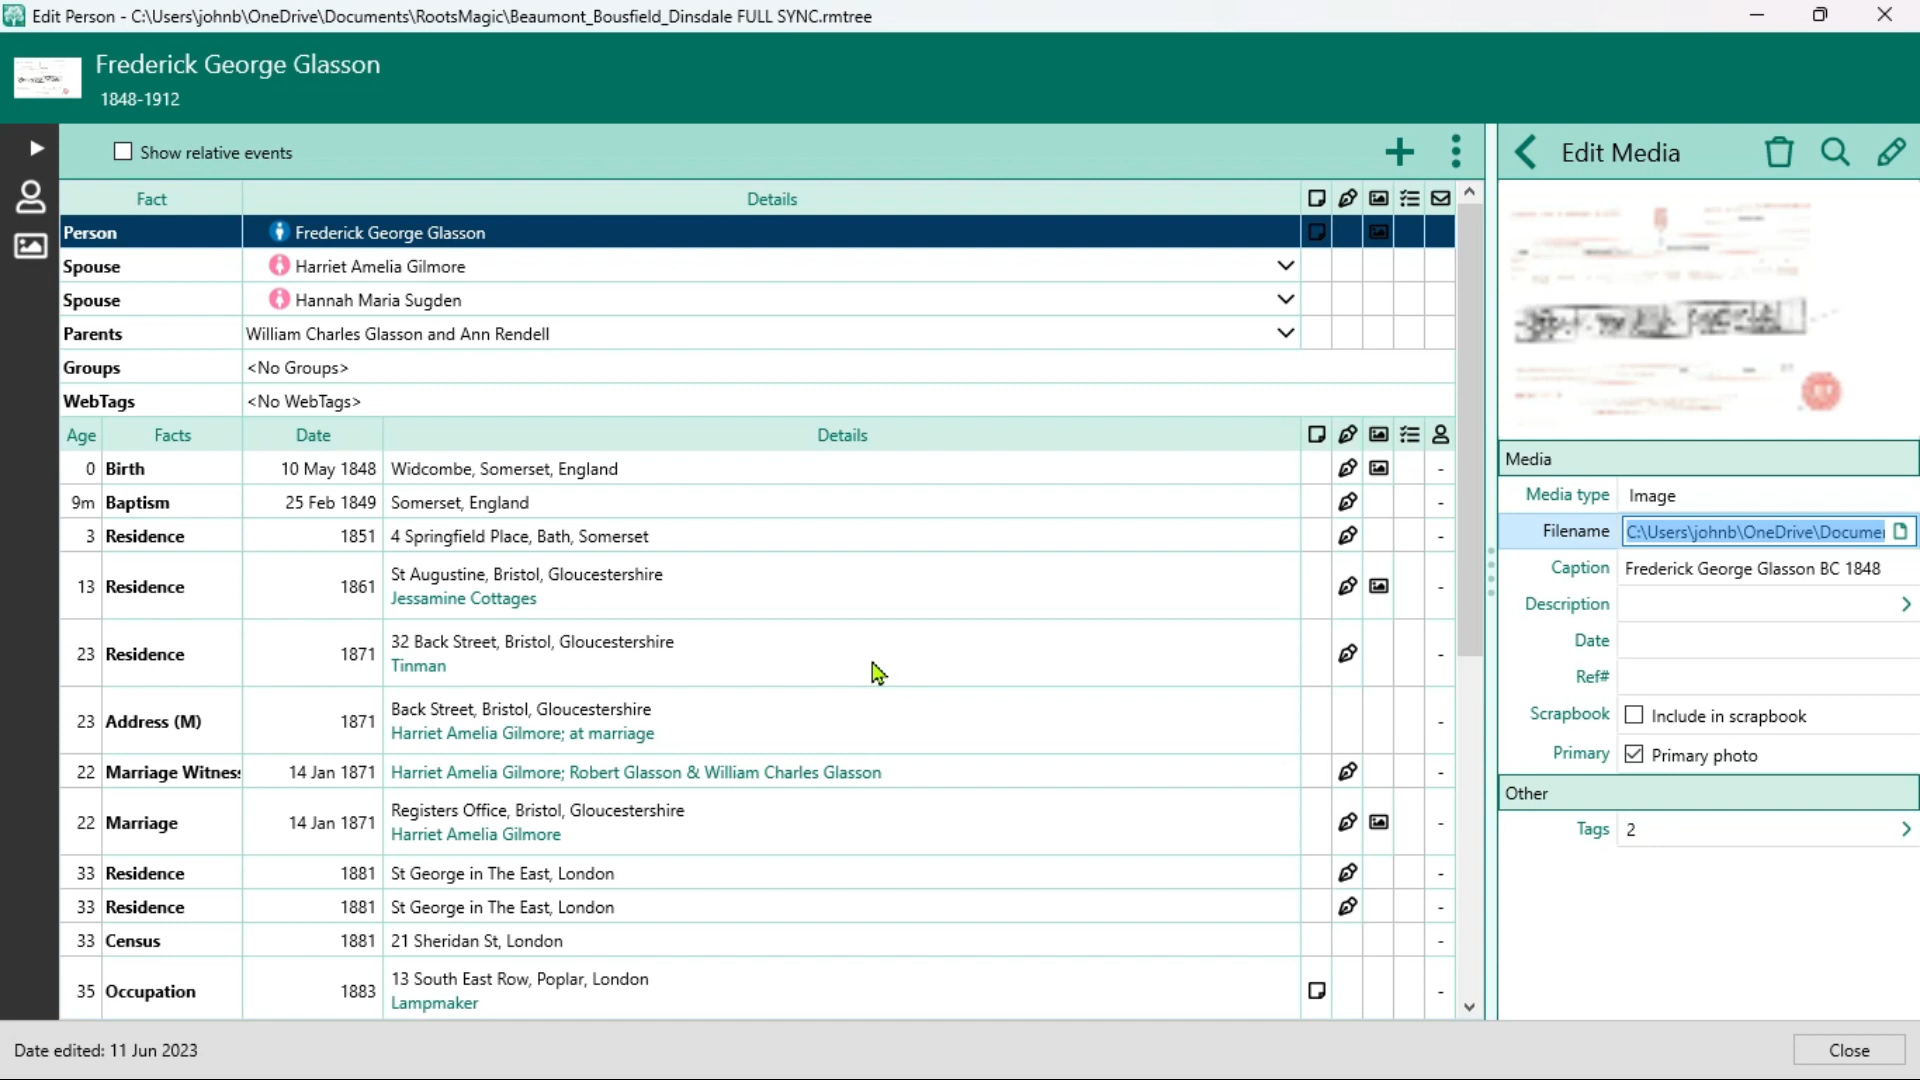 Edit Person - C:\Users\johnb\OneDrive\Documents\RootsMagic\Beaumont_Bousfield_Dinsdale FULL SYNC.rmtree
Frederick George Glasson
1848-1912
Show relative events
Edit Media
Fact Details
Person Frederick George Glasson
Spouse Harriet Amelia Gilmore
Spouse Hannah Maria Sugden
Parents William Charles Glasson and Ann Rendell
Groups <No Groups>
WebTags <No WebTags>
Age Facts Date Details
0 Birth 10 May 1848 Widcombe, Somerset, England -
9m Baptism 25 Feb 1849 Somerset, England -
3 Residence 1851 4 Springfield Place, Bath, Somerset -
13 Residence 1861 St Augustine, Bristol, Gloucestershire -
Jessamine Cottages
23 Residence 1871 32 Back Street, Bristol, Gloucestershire -
Tinman
23 Address (M) 1871 Back Street, Bristol, Gloucestershire -
Harriet Amelia Gilmore; at marriage
22 Marriage Witnes 14 Jan 1871 Harriet Amelia Gilmore; Robert Glasson & William Charles Glasson -
22 Marriage 14 Jan 1871 Registers Office, Bristol, Gloucestershire -
Harriet Amelia Gilmore
33 Residence 1881 St George in The East, London -
33 Residence 1881 St George in The East, London -
33 Census 1881 21 Sheridan St, London -
35 Occupation 1883 13 South East Row, Poplar, London -
Lampmaker
Media
Media type Image
Filename C:\Users\johnb\OneDrive\Docume
Caption Frederick George Glasson BC 1848
Description
Date
Ref#
Scrapbook Include in scrapbook
Primary Primary photo
Other
Tags 2
Date edited: 11 Jun 2023
Close